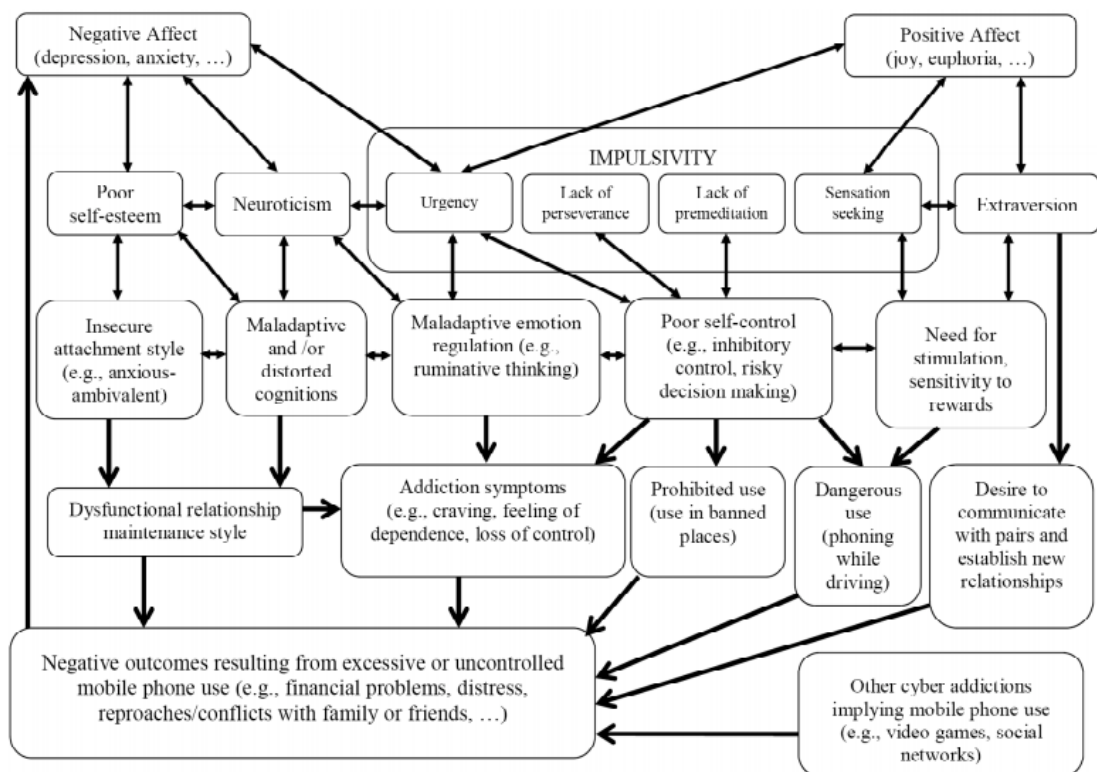 Negative Affect
(depression, anxiety, …)
Positive Affect
(joy, euphoria, …)
IMPULSIVITY
Poor
self-esteem
Neuroticism
Urgency
Lack of
perseverance
Lack of
premeditation
Sensation
seeking
Extraversion
Insecure
attachment style
(e.g., anxious-
ambivalent)
Maladaptive
and /or
distorted
cognitions
Maladaptive emotion
regulation (e.g.,
ruminative thinking)
Poor self-control
(e.g., inhibitory
control, risky
decision making)
Need for
stimulation,
sensitivity to
rewards
Dysfunctional relationship
maintenance style
Addiction symptoms
(e.g., craving, feeling of
dependence, loss of control)
Prohibited use
(use in banned
places)
Dangerous
use
(phoning
while
driving)
Desire to
communicate
with pairs and
establish new
relationships
Negative outcomes resulting from excessive or uncontrolled
mobile phone use (e.g., financial problems, distress,
reproaches/conflicts with family or friends, …)
Other cyber addictions
implying mobile phone use
(e.g., video games, social
networks)